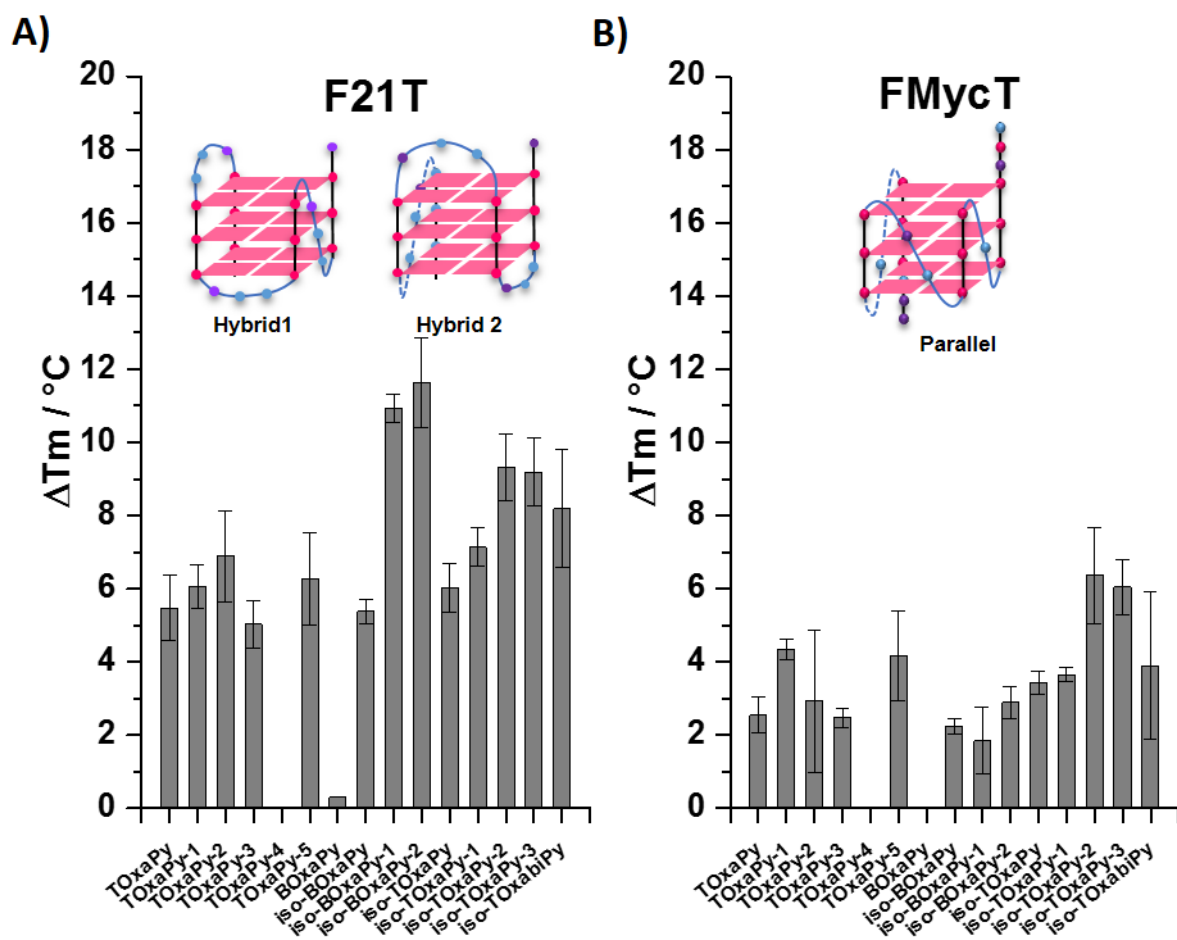 A)
F21T
Hybrid1
Hybrid 2
ΔTm / °C
20
18
16
14
12
10
8
6
4
2
0
TOxaPy
TOxaPy-1
TOxaPy-2
TOxaPy-3
TOxaPy-4
TOxaPy-5
BOxaPy
iso-BOxaPy
iso-BOxaPy-1
iso-BOxaPy-2
iso-TOxaPy
iso-TOxaPy-1
iso-TOxaPy-2
iso-TOxaPy-3
iso-TOxabiPy
B)
FMycT
Parallel
ΔTm / °C
20
18
16
14
12
10
8
6
4
2
0
TOxaPy
TOxaPy-1
TOxaPy-2
TOxaPy-3
TOxaPy-4
TOxaPy-5
BOxaPy
iso-BOxaPy
iso-BOxaPy-1
iso-BOxaPy-2
iso-TOxaPy
iso-TOxaPy-1
iso-TOxaPy-2
iso-TOxaPy-3
iso-TOxabiPy